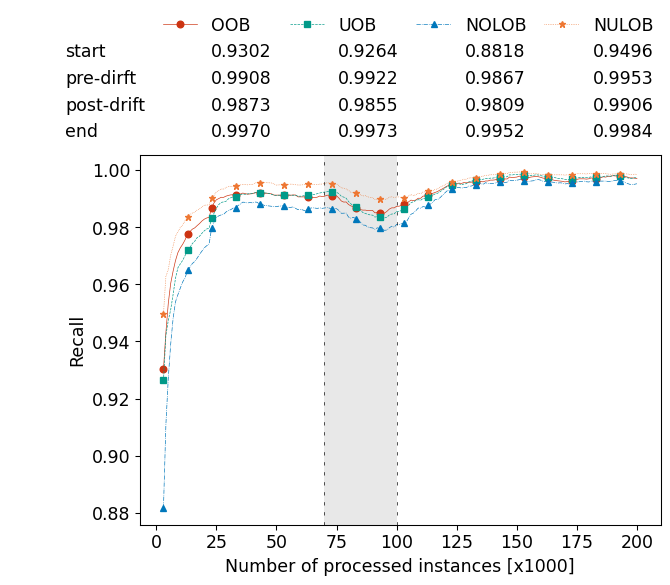 OOB UOB NOLOB NULOB
start 0.9302 0.9264 0.8818 0.9496
pre-dirft 0.9908 0.9922 0.9867 0.9953
post-drift 0.9873 0.9855 0.9809 0.9906
end 0.9970 0.9973 0.9952 0.9984
1.00
0.98
0.96
0.94
0.92
0.90
0.88
Recall
0 25 50 75 100 125 150 175 200
Number of processed instances [x1000]